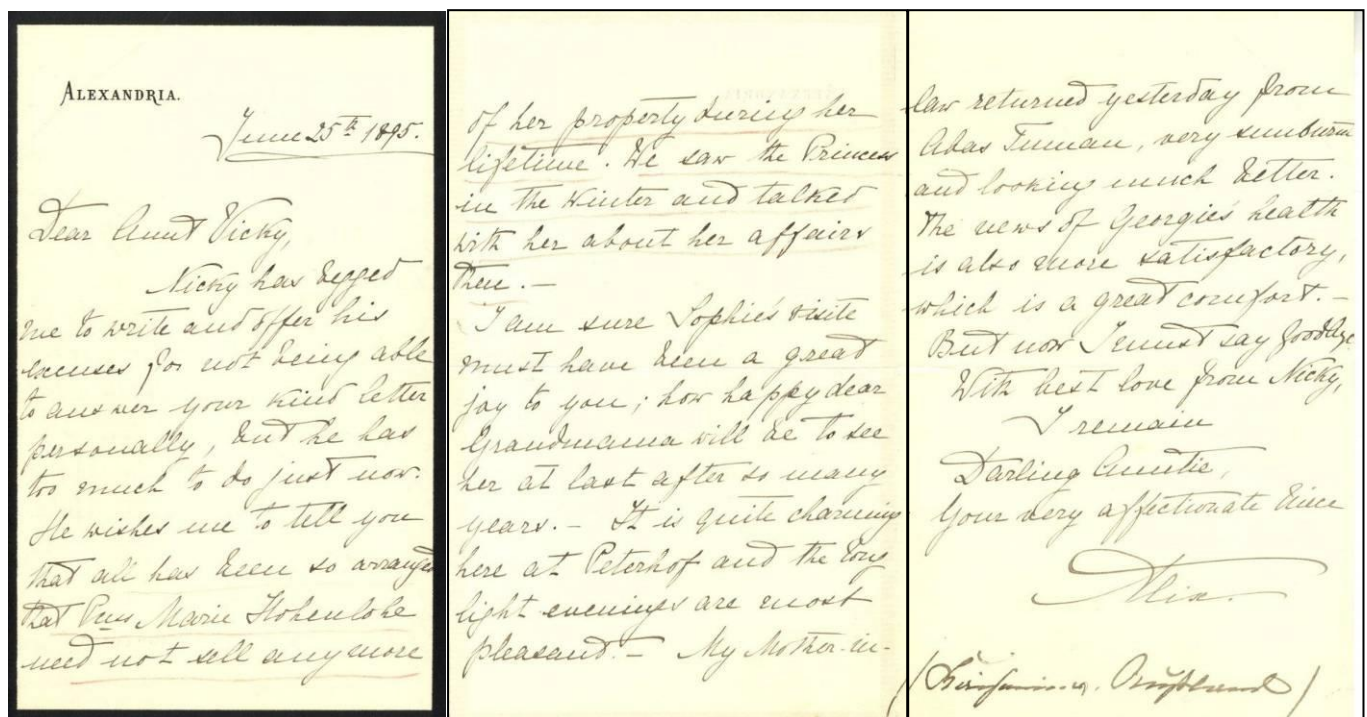 ALEXANDRIA.
June 25th 1895.
Dear Aunt Vicky,
Nicky has begged
me to write and offer his
excuses for not being able
to answer your kind letter
personally, but he has
too much to do just now.
He wishes me to tell you
that all has been so arranged
that Pcess Marie Hohenlohe
need not sell any more
of her property during her
lifetime. We saw the Princess
in the Winter and talked
with her about her affairs
then. —
I am sure Sophie's visite
must have been a great
joy to you; how happy dear
Grandmama will be to see
her at last after so many
years. — It is quite charming
here at Peterhof and the long
light evenings are most
pleasand. — My Mother-in-
law returned yesterday from
Abas Tuman, very sunburnt
and looking much better.
The news of Georgie's health
is also more satisfactory,
which is a great comfort. —
But now I must say goodbye.
With best love from Nicky,
I remain
Darling Auntie,
Your very affectionate Niece
Alix.
(Kaiserin v. Rußland)